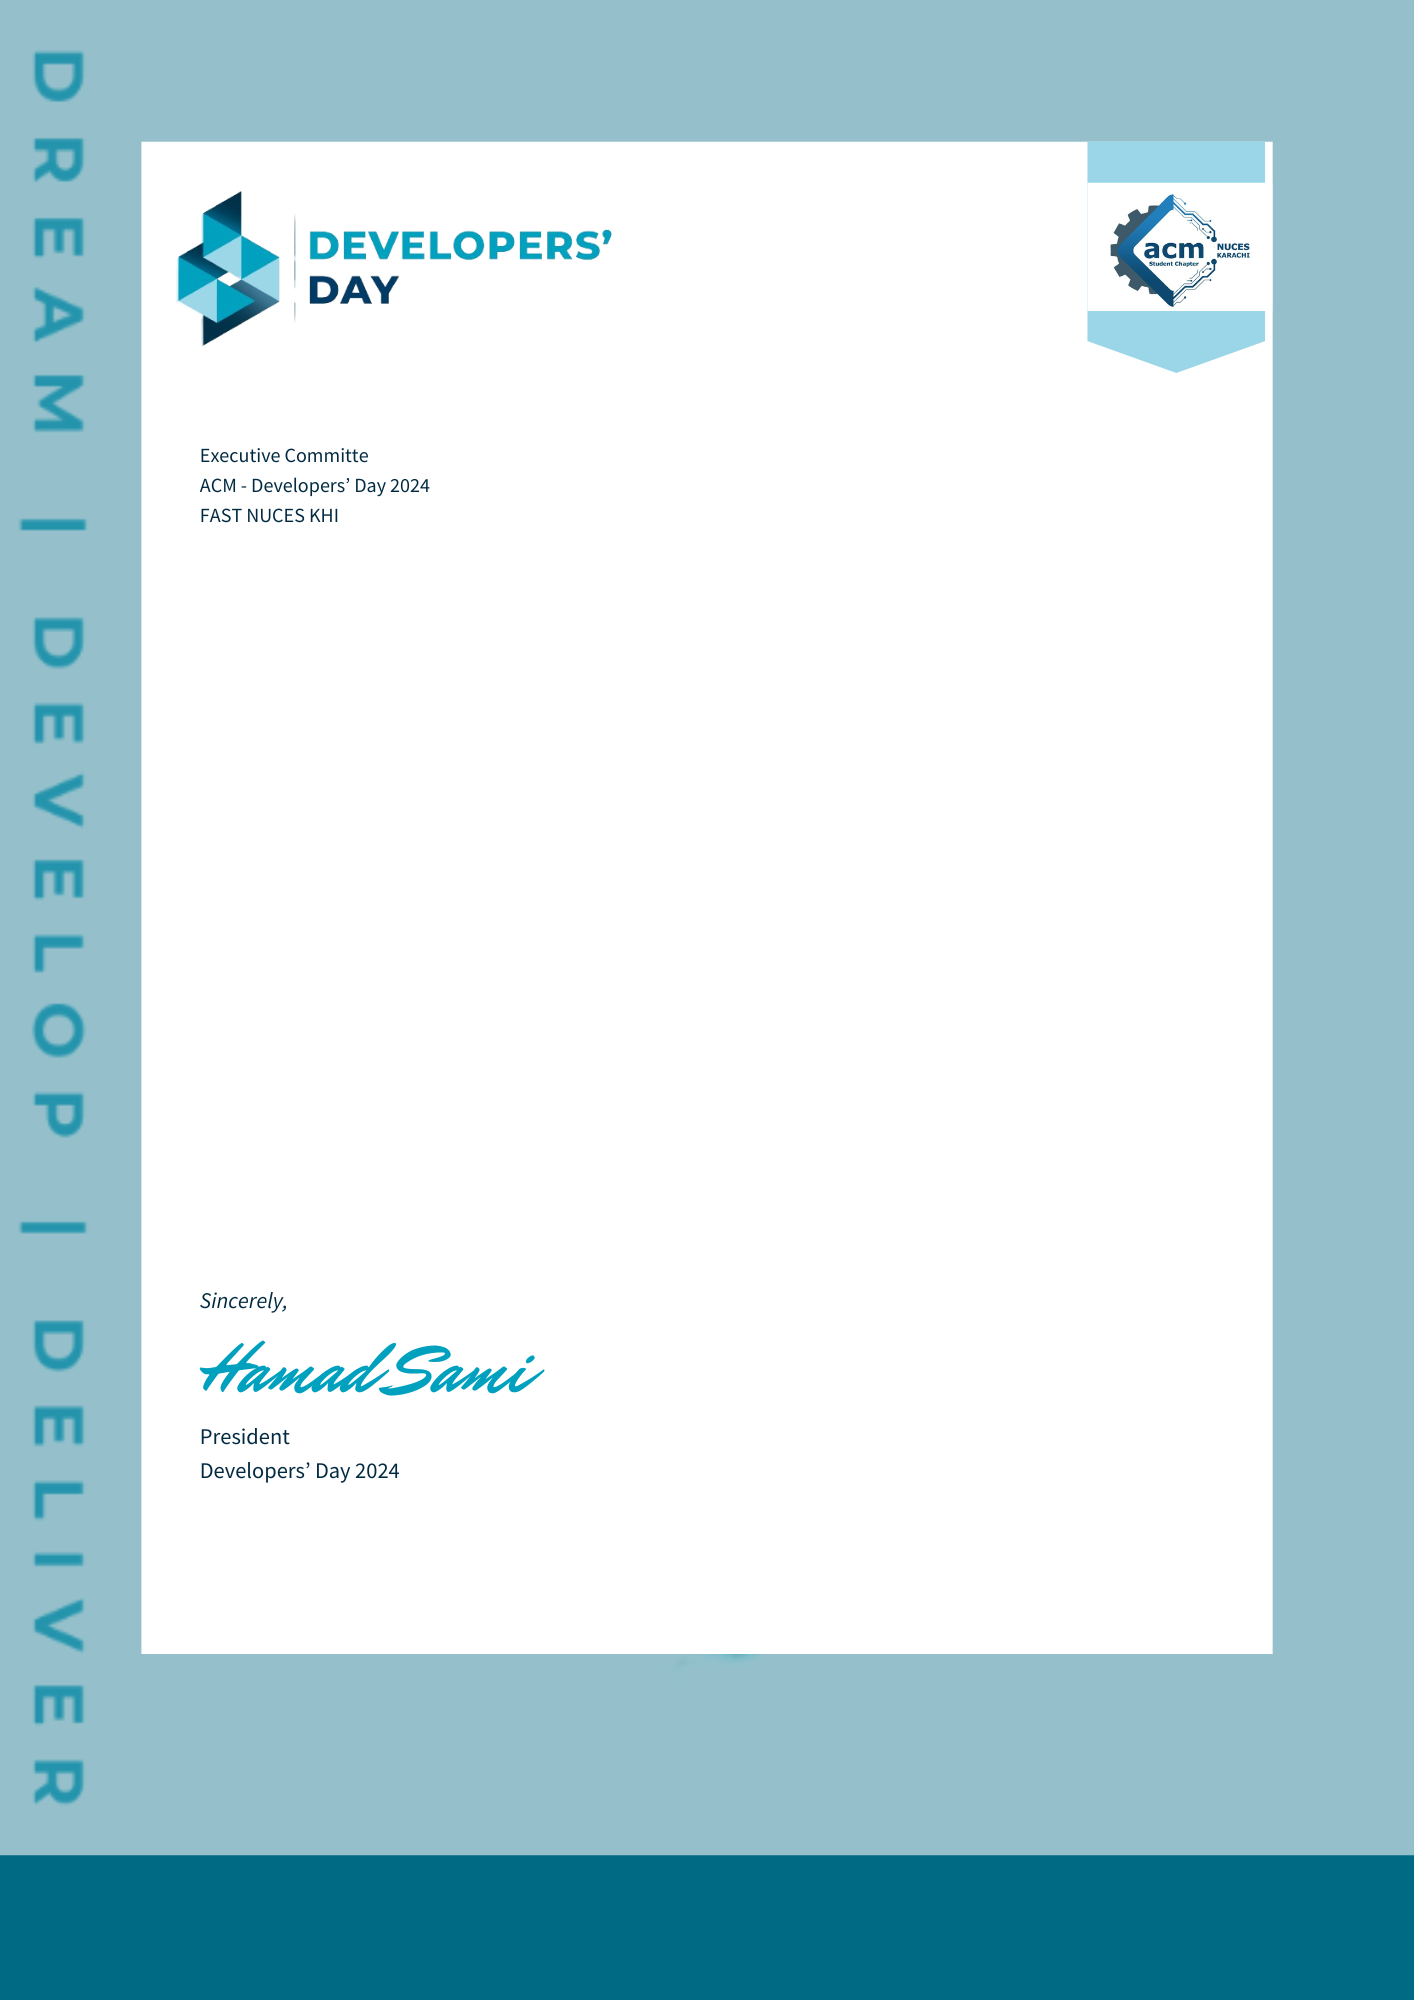 DREAM | DEVELOP | DELIVER
DEVELOPERS’
DAY
acm
Student Chapter
NUCES
KARACHI
Executive Committe
ACM - Developers’ Day 2024
FAST NUCES KHI
Sincerely,
Hamad Sami
President
Developers’ Day 2024